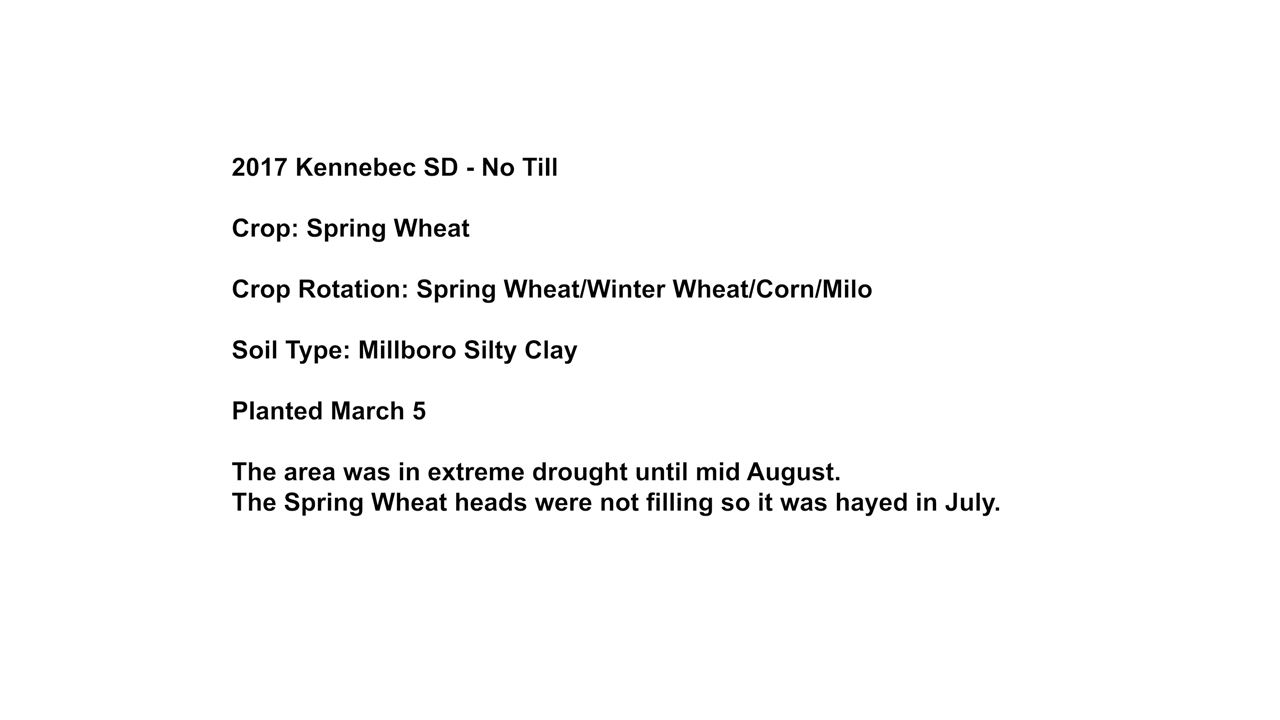 2017 Kennebec SD - No Till
Crop: Spring Wheat
Crop Rotation: Spring Wheat/Winter Wheat/Corn/Milo
Soil Type: Millboro Silty Clay
Planted March 5
The area was in extreme drought until mid August.
The Spring Wheat heads were not filling so it was hayed in July.